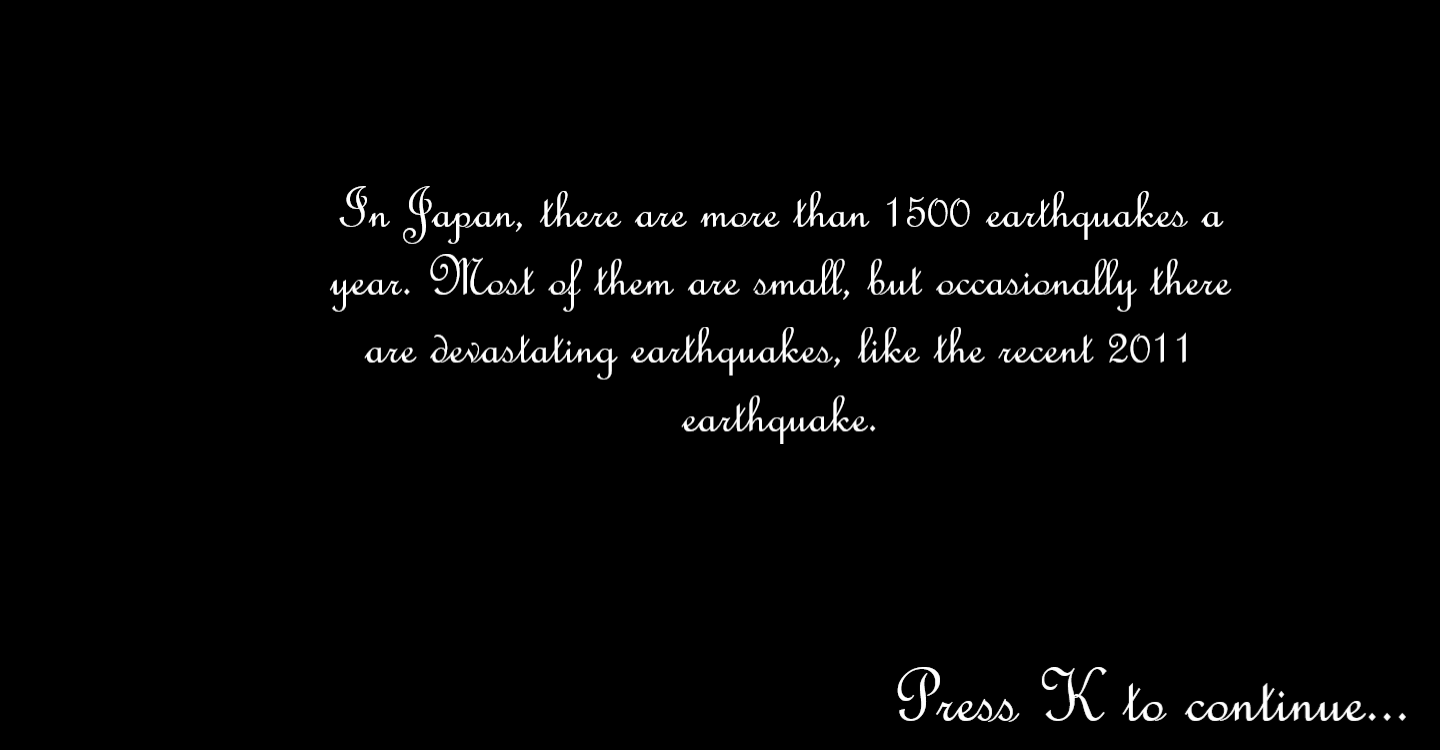 In Japan, there are more than 1500 earthquakes a
year. Most of them are small, but occasionally there
are devastating earthquakes, like the recent 2011
earthquake.
Press K to continue...